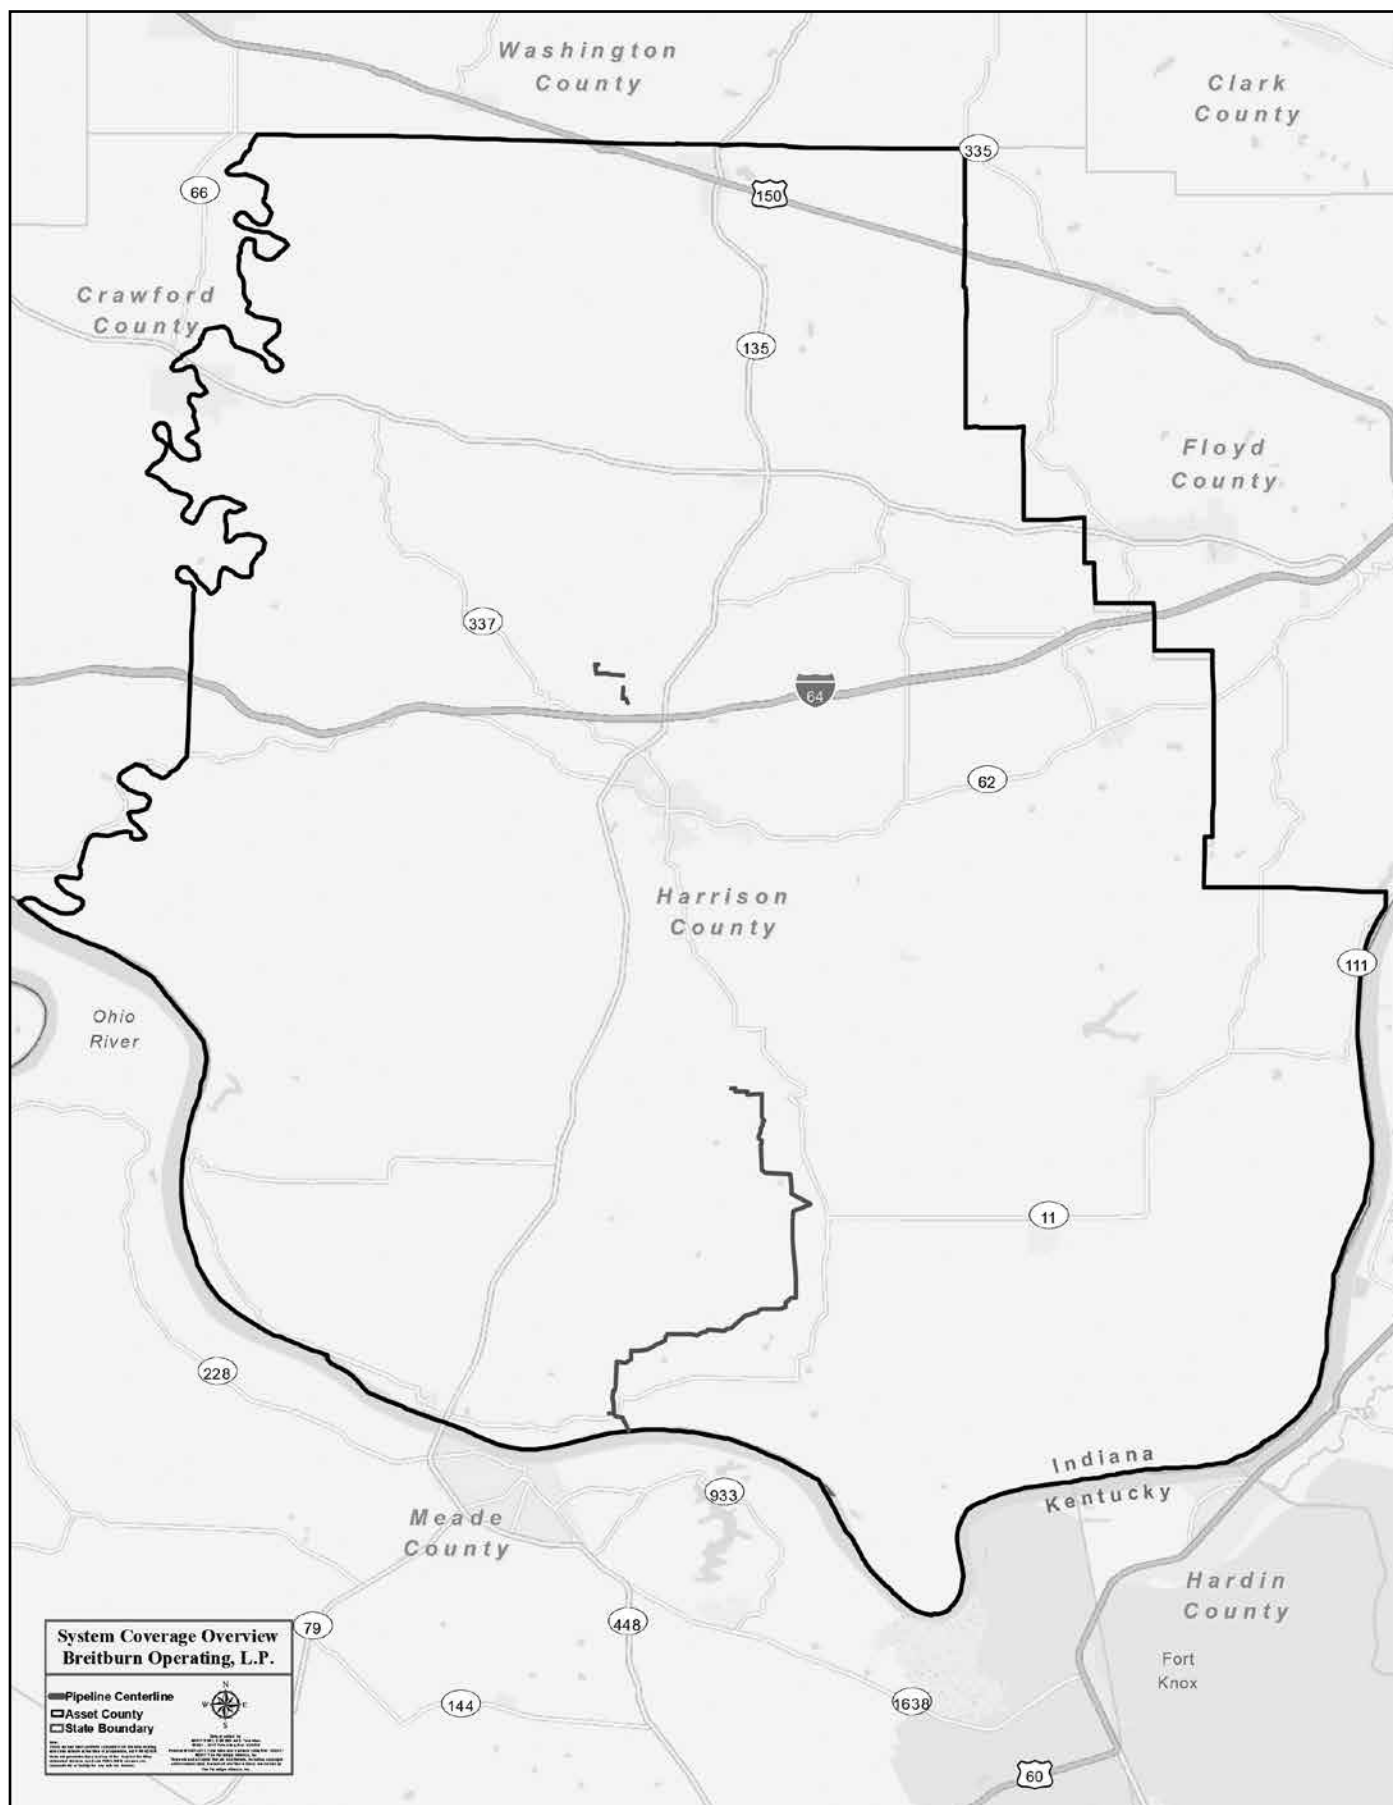 Washington
County
Clark
County
335
66
150
Crawford
County
135
Floyd
County
337
64
62
Harrison
County
111
Ohio
River
11
228
Indiana
Kentucky
933
Meade
County
Hardin
County
System Coverage Overview
Breitburn Operating, L.P.
79
448
Fort
Knox
Pipeline Centerline
Asset County
State Boundary
N
W E
S
144
1638
60